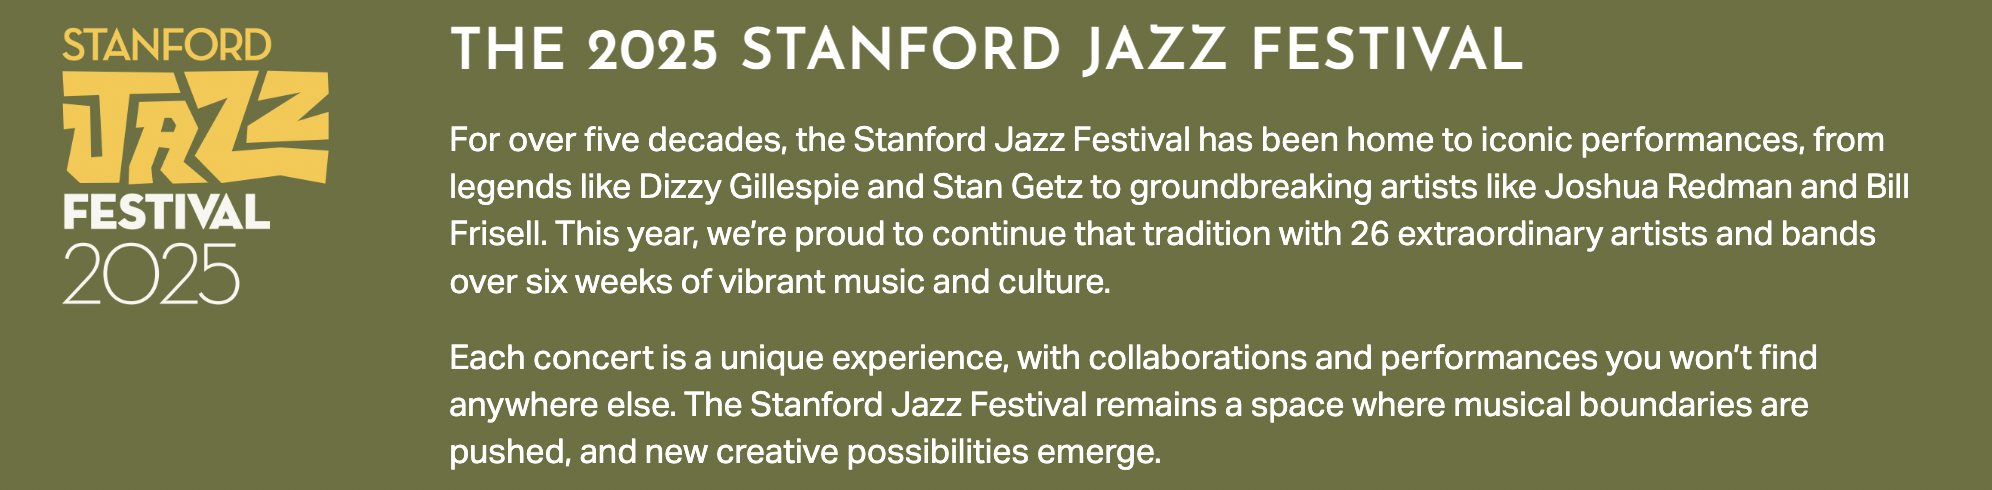 STANFORD
JAZZ
FESTIVAL
2025
THE 2025 STANFORD JAZZ FESTIVAL
For over five decades, the Stanford Jazz Festival has been home to iconic performances, from
legends like Dizzy Gillespie and Stan Getz to groundbreaking artists like Joshua Redman and Bill
Frisell. This year, we’re proud to continue that tradition with 26 extraordinary artists and bands
over six weeks of vibrant music and culture.
Each concert is a unique experience, with collaborations and performances you won’t find
anywhere else. The Stanford Jazz Festival remains a space where musical boundaries are
pushed, and new creative possibilities emerge.